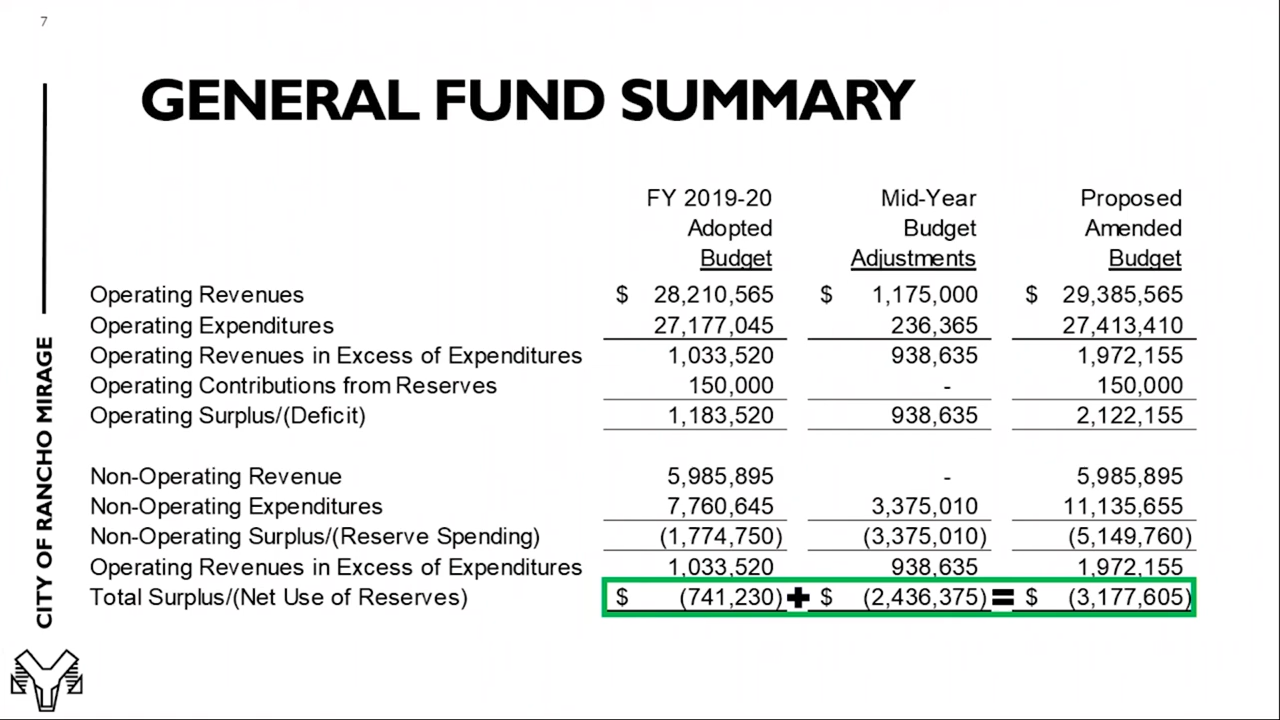 7
GENERAL FUND SUMMARY
FY 2019-20 Mid-Year Proposed
Adopted Budget Amended
Budget Adjustments Budget
Operating Revenues $ 28,210,565 $ 1,175,000 $ 29,385,565
Operating Expenditures 27,177,045 236,365 27,413,410
Operating Revenues in Excess of Expenditures 1,033,520 938,635 1,972,155
Operating Contributions from Reserves 150,000 - 150,000
Operating Surplus/(Deficit) 1,183,520 938,635 2,122,155
Non-Operating Revenue 5,985,895 - 5,985,895
Non-Operating Expenditures 7,760,645 3,375,010 11,135,655
Non-Operating Surplus/(Reserve Spending) (1,774,750) (3,375,010) (5,149,760)
Operating Revenues in Excess of Expenditures 1,033,520 938,635 1,972,155
Total Surplus/(Net Use of Reserves) $ (741,230) + $ (2,436,375) = $ (3,177,605)
CITY OF RANCHO MIRAGE